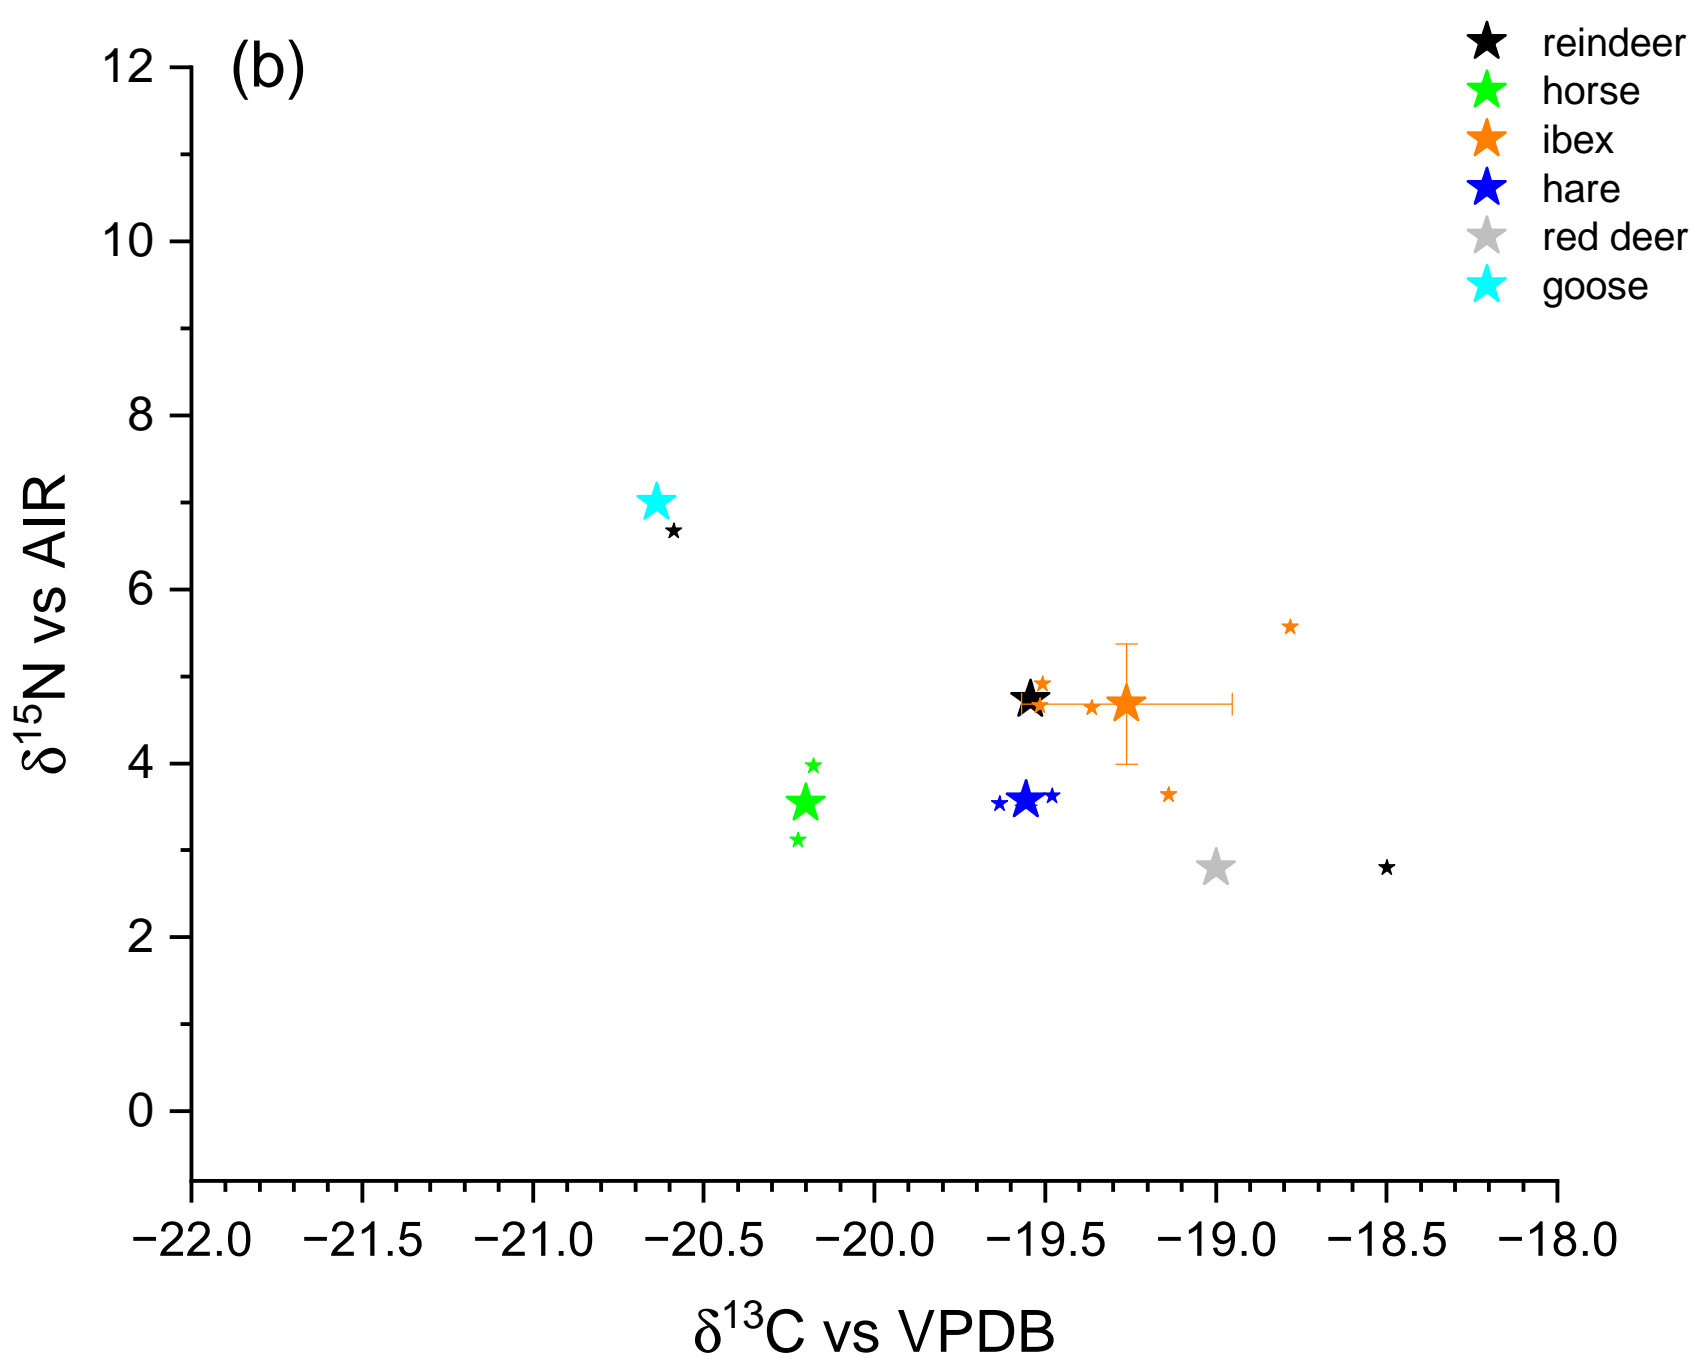 (b)
reindeer
horse
ibex
hare
red deer
goose
12
10
8
6
4
2
0
δ¹⁵N vs AIR
−22.0 −21.5 −21.0 −20.5 −20.0 −19.5 −19.0 −18.5 −18.0
δ¹³C vs VPDB